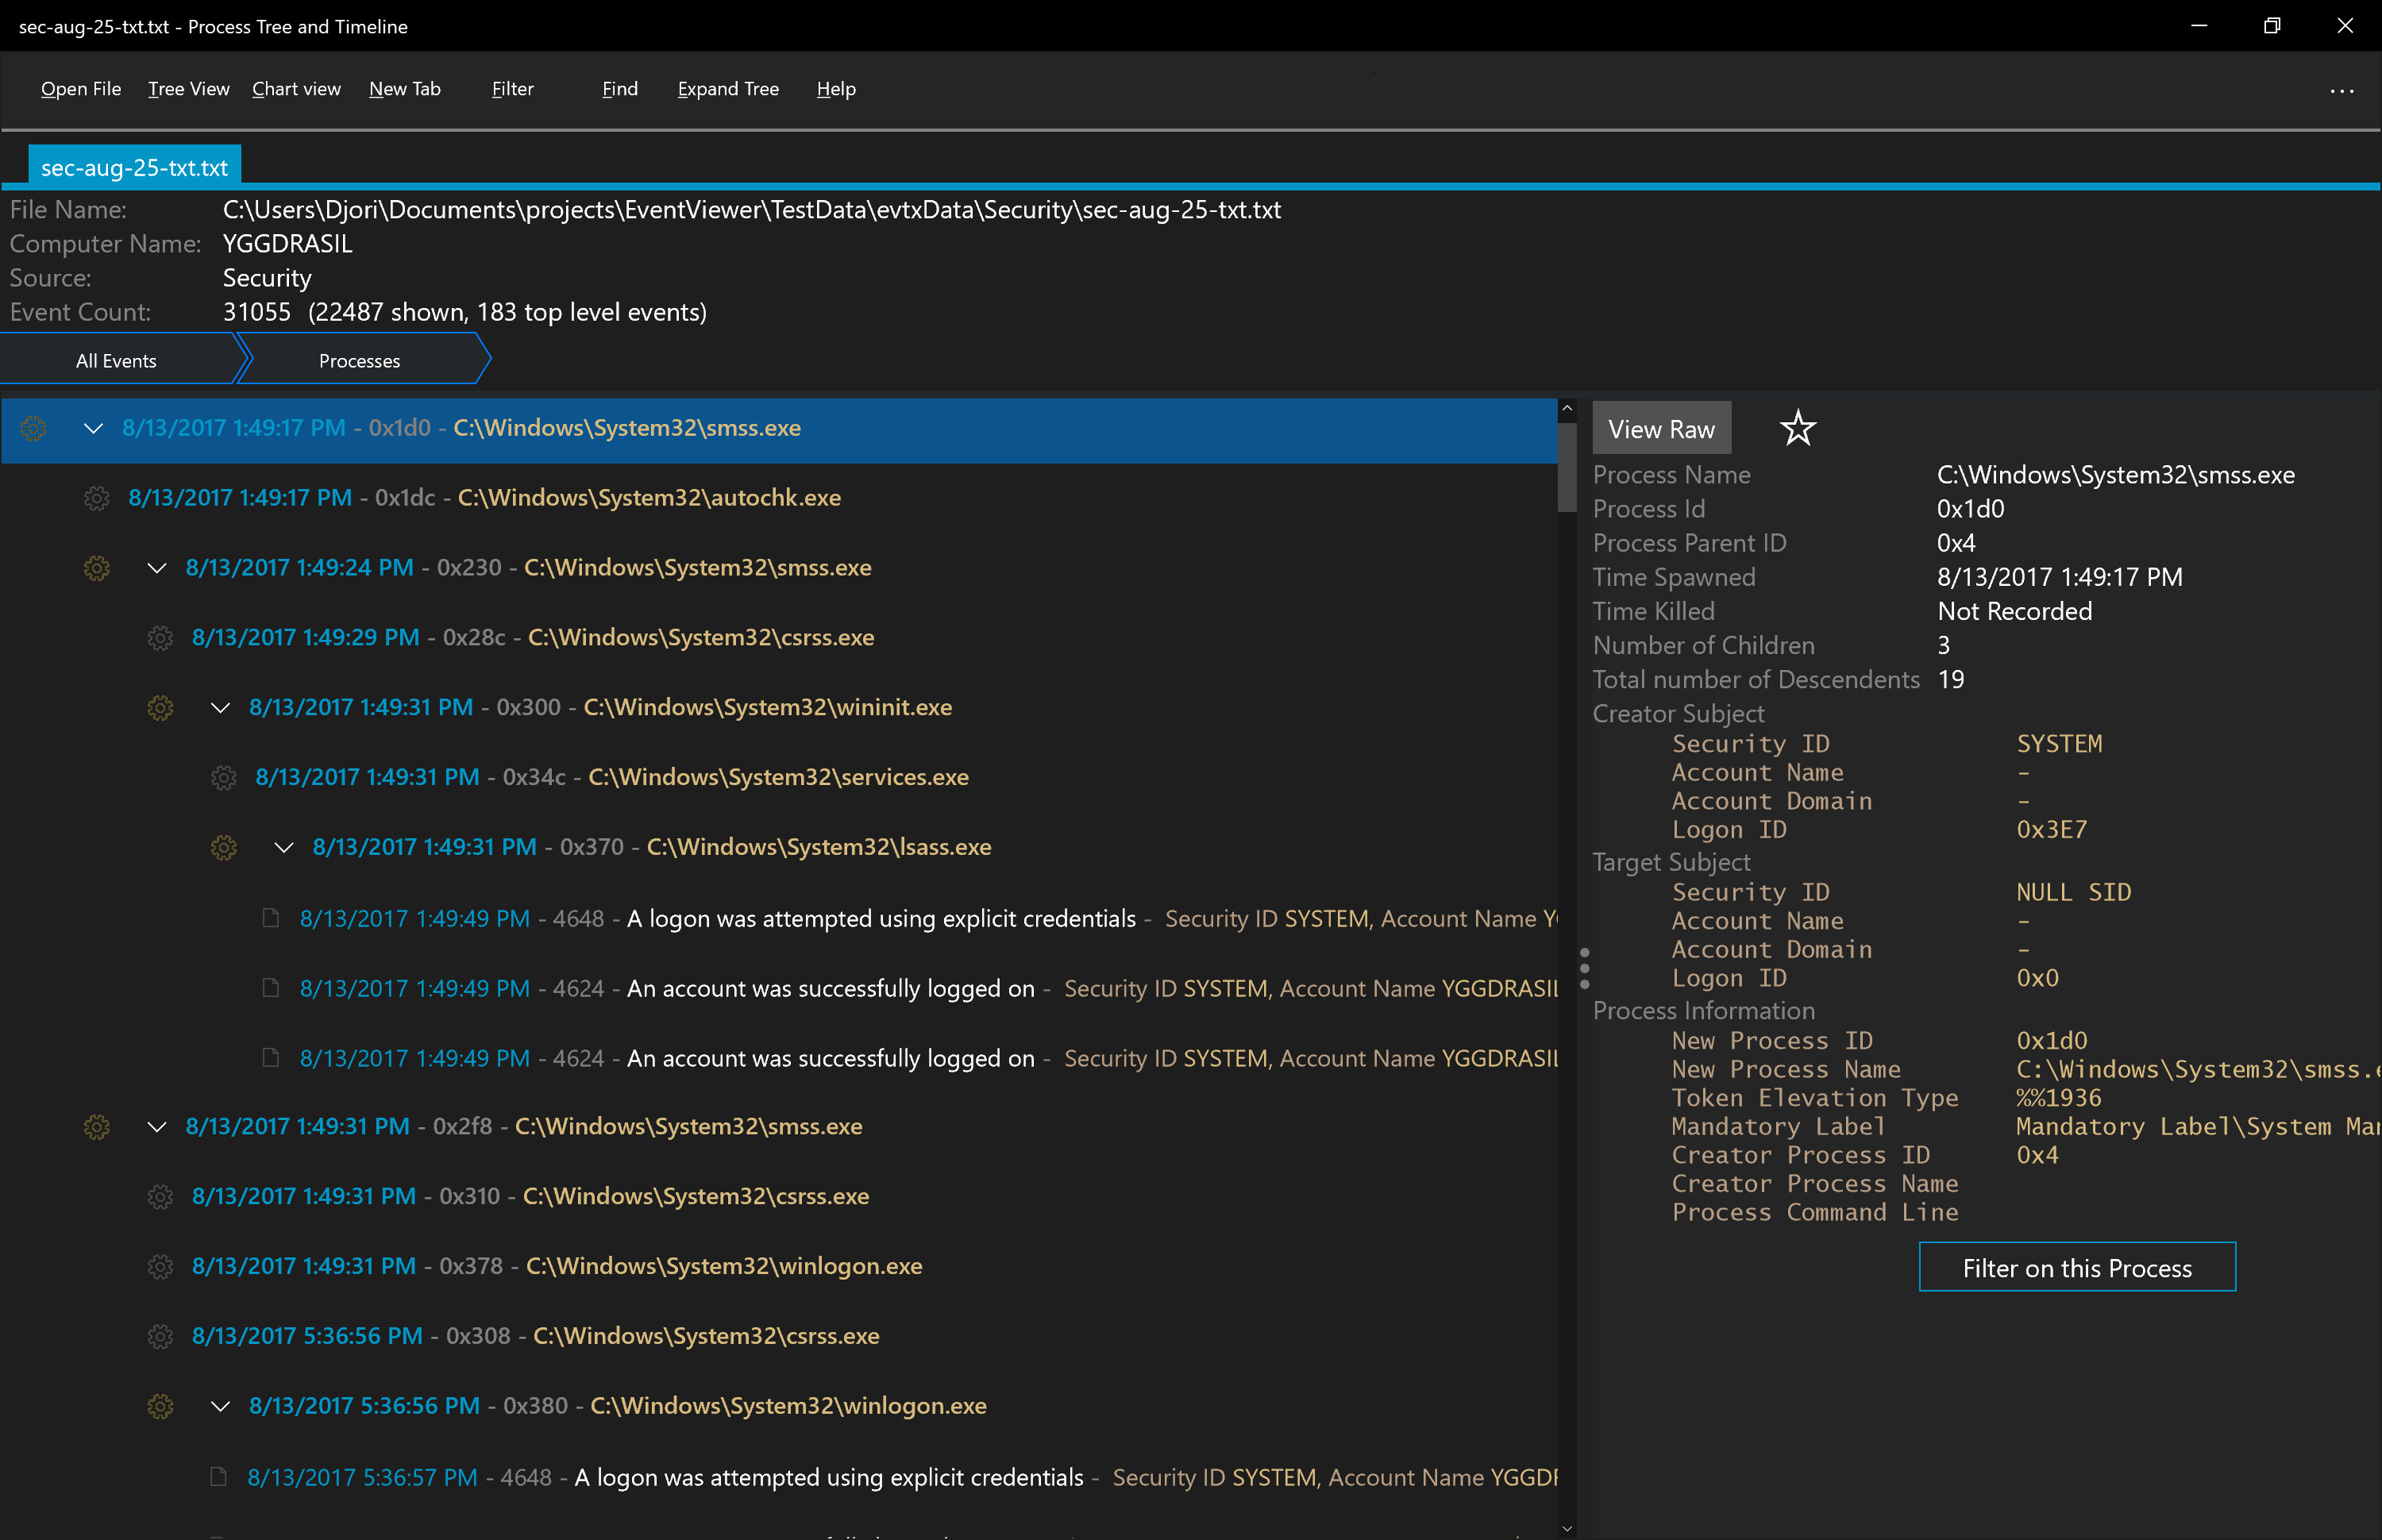 sec-aug-25-txt.txt - Process Tree and Timeline
Open File Tree View Chart view New Tab Filter Find Expand Tree Help ...
sec-aug-25-txt.txt
File Name: C:\Users\Djori\Documents\projects\EventViewer\TestData\evtxData\Security\sec-aug-25-txt.txt
Computer Name: YGGDRASIL
Source: Security
Event Count: 31055 (22487 shown, 183 top level events)
All Events Processes
8/13/2017 1:49:17 PM - 0x1d0 - C:\Windows\System32\smss.exe
8/13/2017 1:49:17 PM - 0x1dc - C:\Windows\System32\autochk.exe
8/13/2017 1:49:24 PM - 0x230 - C:\Windows\System32\smss.exe
8/13/2017 1:49:29 PM - 0x28c - C:\Windows\System32\csrss.exe
8/13/2017 1:49:31 PM - 0x300 - C:\Windows\System32\wininit.exe
8/13/2017 1:49:31 PM - 0x34c - C:\Windows\System32\services.exe
8/13/2017 1:49:31 PM - 0x370 - C:\Windows\System32\lsass.exe
8/13/2017 1:49:49 PM - 4648 - A logon was attempted using explicit credentials - Security ID SYSTEM, Account Name
8/13/2017 1:49:49 PM - 4624 - An account was successfully logged on - Security ID SYSTEM, Account Name YGGDRASIL
8/13/2017 1:49:49 PM - 4624 - An account was successfully logged on - Security ID SYSTEM, Account Name YGGDRASIL
8/13/2017 1:49:31 PM - 0x2f8 - C:\Windows\System32\smss.exe
8/13/2017 1:49:31 PM - 0x310 - C:\Windows\System32\csrss.exe
8/13/2017 1:49:31 PM - 0x378 - C:\Windows\System32\winlogon.exe
8/13/2017 5:36:56 PM - 0x308 - C:\Windows\System32\csrss.exe
8/13/2017 5:36:56 PM - 0x380 - C:\Windows\System32\winlogon.exe
8/13/2017 5:36:57 PM - 4648 - A logon was attempted using explicit credentials - Security ID SYSTEM, Account Name YGGD
View Raw
Process Name C:\Windows\System32\smss.exe
Process Id 0x1d0
Process Parent ID 0x4
Time Spawned 8/13/2017 1:49:17 PM
Time Killed Not Recorded
Number of Children 3
Total number of Descendents 19
Creator Subject
Security ID SYSTEM
Account Name -
Account Domain -
Logon ID 0x3E7
Target Subject
Security ID NULL SID
Account Name -
Account Domain -
Logon ID 0x0
Process Information
New Process ID 0x1d0
New Process Name C:\Windows\System32\smss.e
Token Elevation Type %%1936
Mandatory Label Mandatory Label\System Man
Creator Process ID 0x4
Creator Process Name
Process Command Line
Filter on this Process